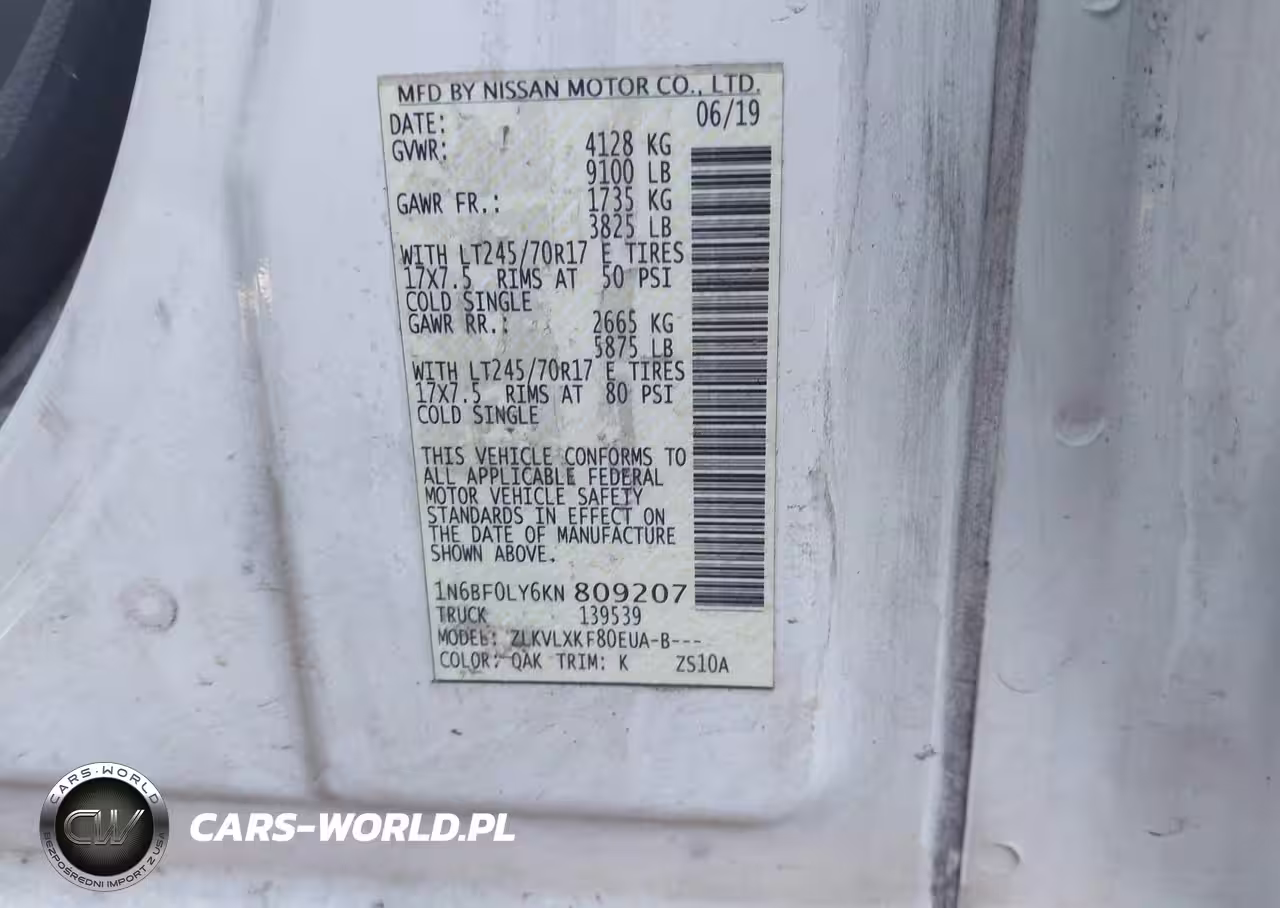 MFD BY NISSAN MOTOR CO., LTD.
DATE: 06/19
GVWR: 4128 KG
9100 LB
GAWR FR.: 1735 KG
3825 LB
WITH LT245/70R17 E TIRES
17X7.5 RIMS AT 50 PSI
COLD SINGLE
GAWR RR.: 2665 KG
5875 LB
WITH LT245/70R17 E TIRES
17X7.5 RIMS AT 80 PSI
COLD SINGLE
THIS VEHICLE CONFORMS TO
ALL APPLICABLE FEDERAL
MOTOR VEHICLE SAFETY
STANDARDS IN EFFECT ON
THE DATE OF MANUFACTURE
SHOWN ABOVE.
1N6BF0LY6KN 809207
TRUCK 139539
MODEL: ZLKVLXKF80EUA-B---
COLOR: QAK TRIM: K ZS10A
CARS-WORLD
CW
BEZPOŚREDNI IMPORT Z USA
CARS-WORLD.PL